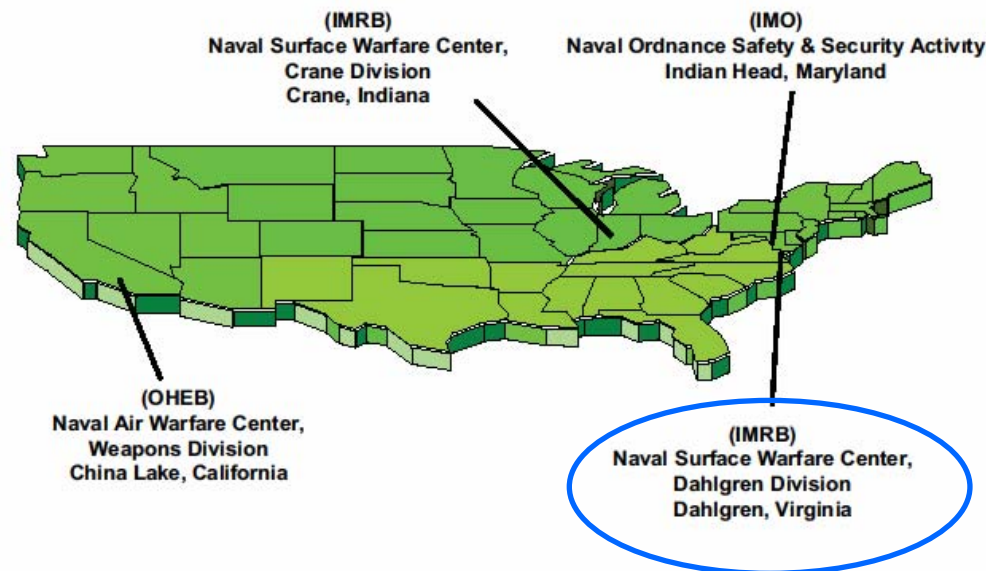 (IMRB)
Naval Surface Warfare Center,
Crane Division
Crane, Indiana
(IMO)
Naval Ordnance Safety & Security Activity
Indian Head, Maryland
(OHEB)
Naval Air Warfare Center,
Weapons Division
China Lake, California
(IMRB)
Naval Surface Warfare Center,
Dahlgren Division
Dahlgren, Virginia